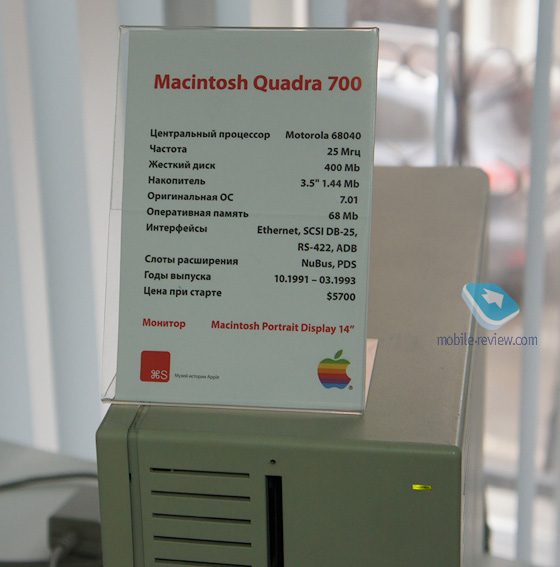 Macintosh Quadra 700
Центральный процессор Motorola 68040
Частота 25 Мгц
Жесткий диск 400 Mb
Накопитель 3.5" 1.44 Mb
Оригинальная ОС 7.01
Оперативная память 68 Mb
Интерфейсы Ethernet, SCSI DB-25,
RS-422, ADB
Слоты расширения NuBus, PDS
Годы выпуска 10.1991 – 03.1993
Цена при старте $5700
Монитор Macintosh Portrait Display 14”
⌘S Музей истории Apple ®
mobile-review.com